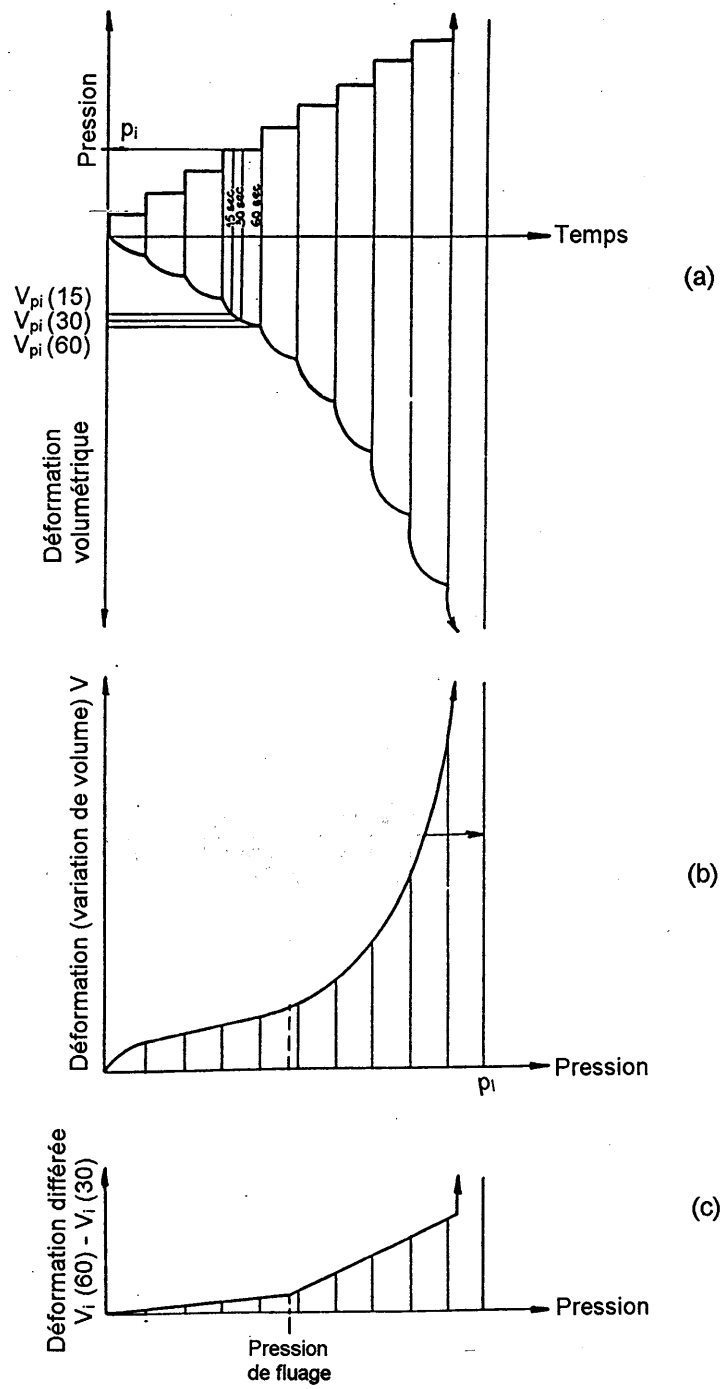 Pression
pi
15 sec
30 sec
60 sec
Temps
(a)
Vpi (15)
Vpi (30)
Vpi (60)
Déformation
volumétrique
Déformation (variation de volume) V
(b)
Pression
pl
Déformation différée
Vi (60) - Vi (30)
(c)
Pression
Pression
de fluage